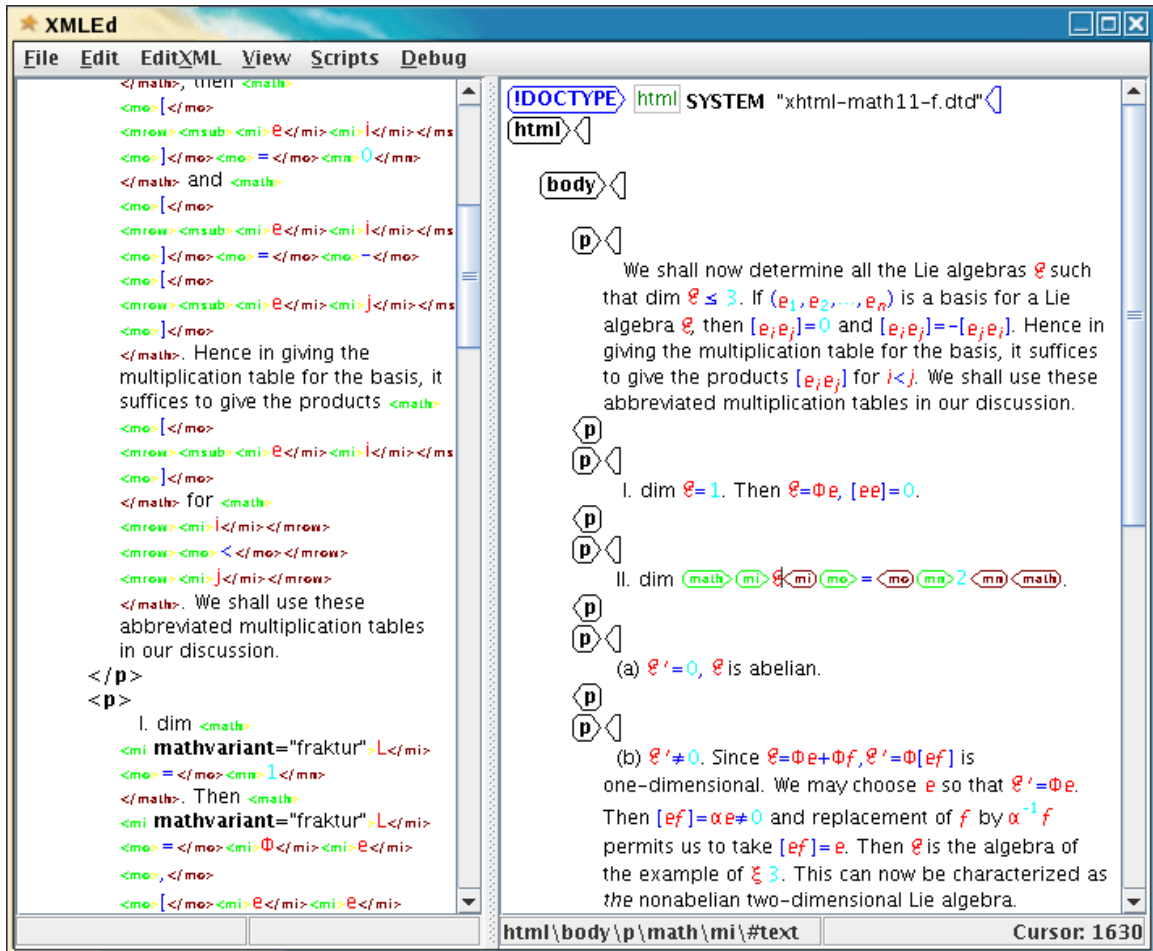 XMLEd
File Edit EditXML View Scripts Debug
</math>, then <math>
<mo>[</mo>
<mrow><msub><mi>e</mi><mi>i</mi></ms
<mo>]</mo><mo>=</mo><mn>0</mn>
</math> and <math>
<mo>[</mo>
<mrow><msub><mi>e</mi><mi>i</mi></ms
<mo>]</mo><mo>=</mo><mo>-</mo>
<mo>[</mo>
<mrow><msub><mi>e</mi><mi>j</mi></ms
<mo>]</mo>
</math>. Hence in giving the
multiplication table for the basis, it
suffices to give the products <math>
<mo>[</mo>
<mrow><msub><mi>e</mi><mi>i</mi></ms
<mo>]</mo>
</math> for <math>
<mrow><mi>i</mi></mrow>
<mrow><mo><</mo></mrow>
<mrow><mi>j</mi></mrow>
</math>. We shall use these
abbreviated multiplication tables
in our discussion.
</p>
<p>
I. dim <math>
<mi mathvariant="fraktur">L</mi>
<mo>=</mo><mn>1</mn>
</math>. Then <math>
<mi mathvariant="fraktur">L</mi>
<mo>=</mo><mi>Φ</mi><mi>e</mi>
<mo>,</mo>
<mo>[</mo><mi>e</mi><mi>e</mi>
!DOCTYPE html SYSTEM "xhtml-math11-f.dtd"
html
body
p
We shall now determine all the Lie algebras 𝔏 such
that dim 𝔏 ≤ 3. If (e₁,e₂,...,eₙ) is a basis for a Lie
algebra 𝔏, then [eᵢeᵢ]=0 and [eᵢeⱼ]=-[eⱼeᵢ]. Hence in
giving the multiplication table for the basis, it suffices
to give the products [eᵢeⱼ] for i<j. We shall use these
abbreviated multiplication tables in our discussion.
p
p
I. dim 𝔏=1. Then 𝔏=Φe, [ee]=0.
p
p
II. dim math mi 𝔏 mi mo = mo mn 2 mn math.
p
p
(a) 𝔏′=0, 𝔏 is abelian.
p
p
(b) 𝔏′≠0. Since 𝔏=Φe+Φf,𝔏′=Φ[ef] is
one-dimensional. We may choose e so that 𝔏′=Φe.
Then [ef]=αe≠0 and replacement of f by α⁻¹f
permits us to take [ef]=e. Then 𝔏 is the algebra of
the example of ξ 3. This can now be characterized as
the nonabelian two-dimensional Lie algebra.
html\body\p\math\mi\#text
Cursor: 1630